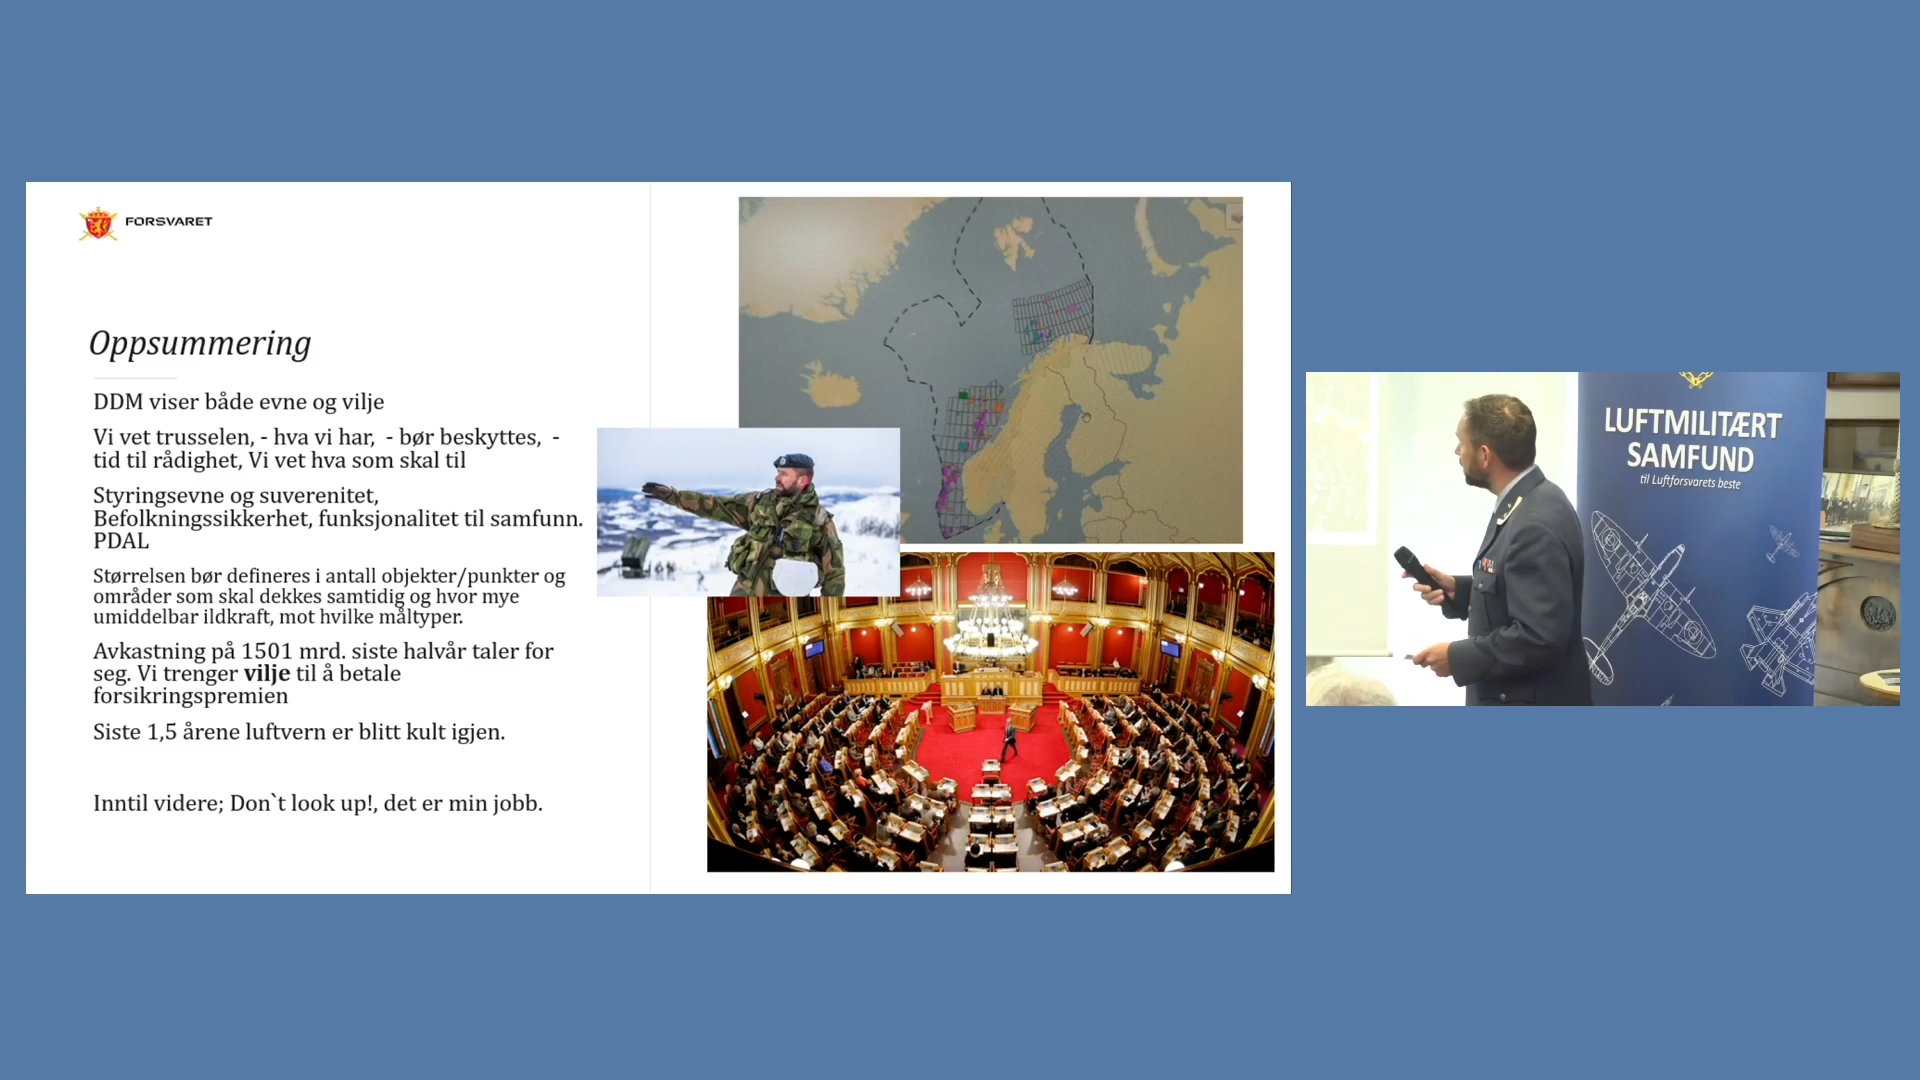 FORSVARET
Oppsummering
DDM viser både evne og vilje
Vi vet trusselen, - hva vi har,  - bør beskyttes,  -
tid til rådighet, Vi vet hva som skal til
Styringsevne og suverenitet,
Befolkningssikkerhet, funksjonalitet til samfunn.
PDAL
Størrelsen bør defineres i antall objekter/punkter og
områder som skal dekkes samtidig og hvor mye
umiddelbar ildkraft, mot hvilke måltyper.
Avkastning på 1501 mrd. siste halvår taler for
seg. Vi trenger vilje til å betale
forsikringspremien
Siste 1,5 årene luftvern er blitt kult igjen.
Inntil videre; Don`t look up!, det er min jobb.
LUFTMILITÆRT
SAMFUND
til Luftforsvarets beste